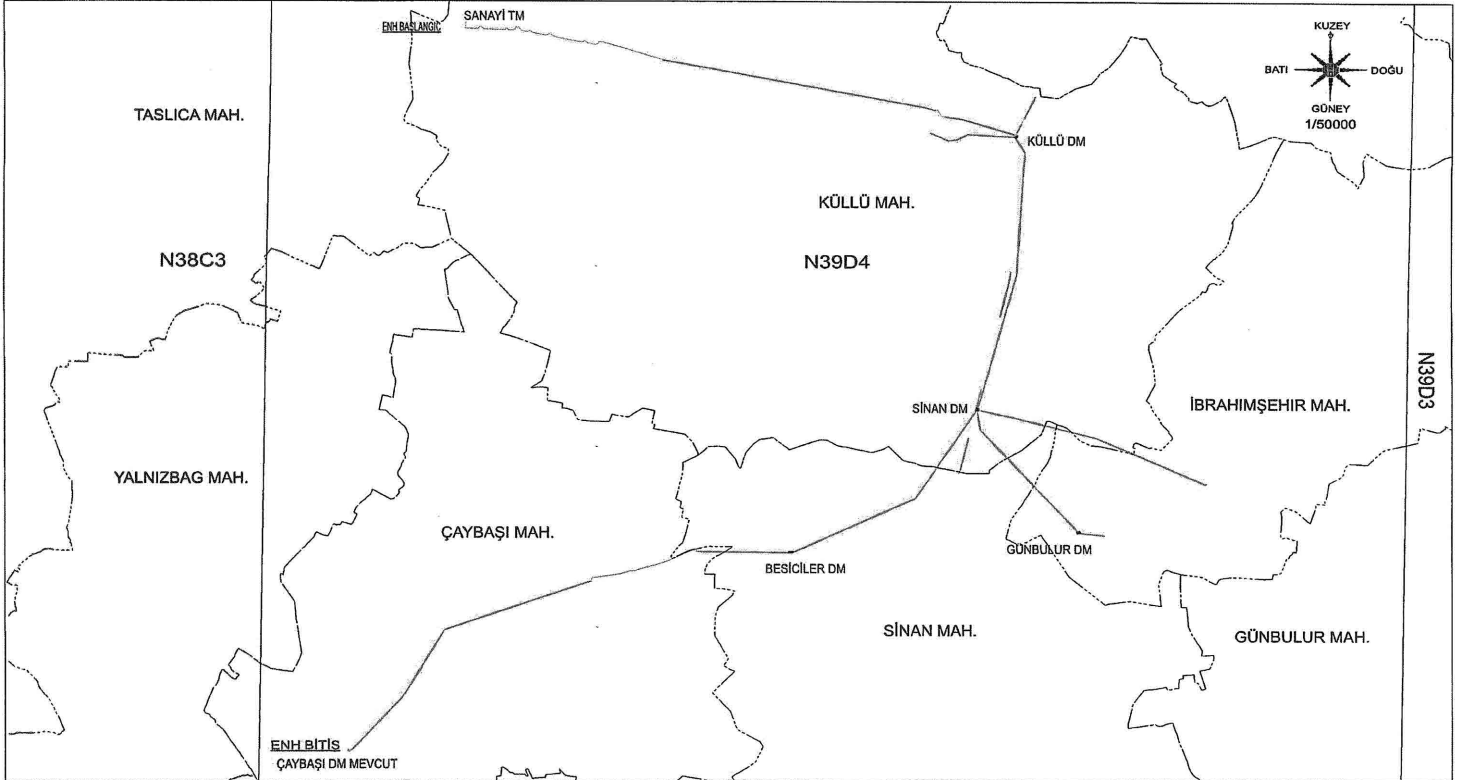 SANAYİ TM
ENH BASLANGIÇ
KUZEY
BATI
DOĞU
GÜNEY
1/50000
TASLICA MAH.
KÜLLÜ DM
KÜLLÜ MAH.
N38C3
N39D4
N39D3
SİNAN DM
İBRAHIMŞEHIR MAH.
YALNIZBAG MAH.
ÇAYBAŞI MAH.
GÜNBULUR DM
BESİCİLER DM
SİNAN MAH.
GÜNBULUR MAH.
ENH BİTİS
ÇAYBAŞI DM MEVCUT